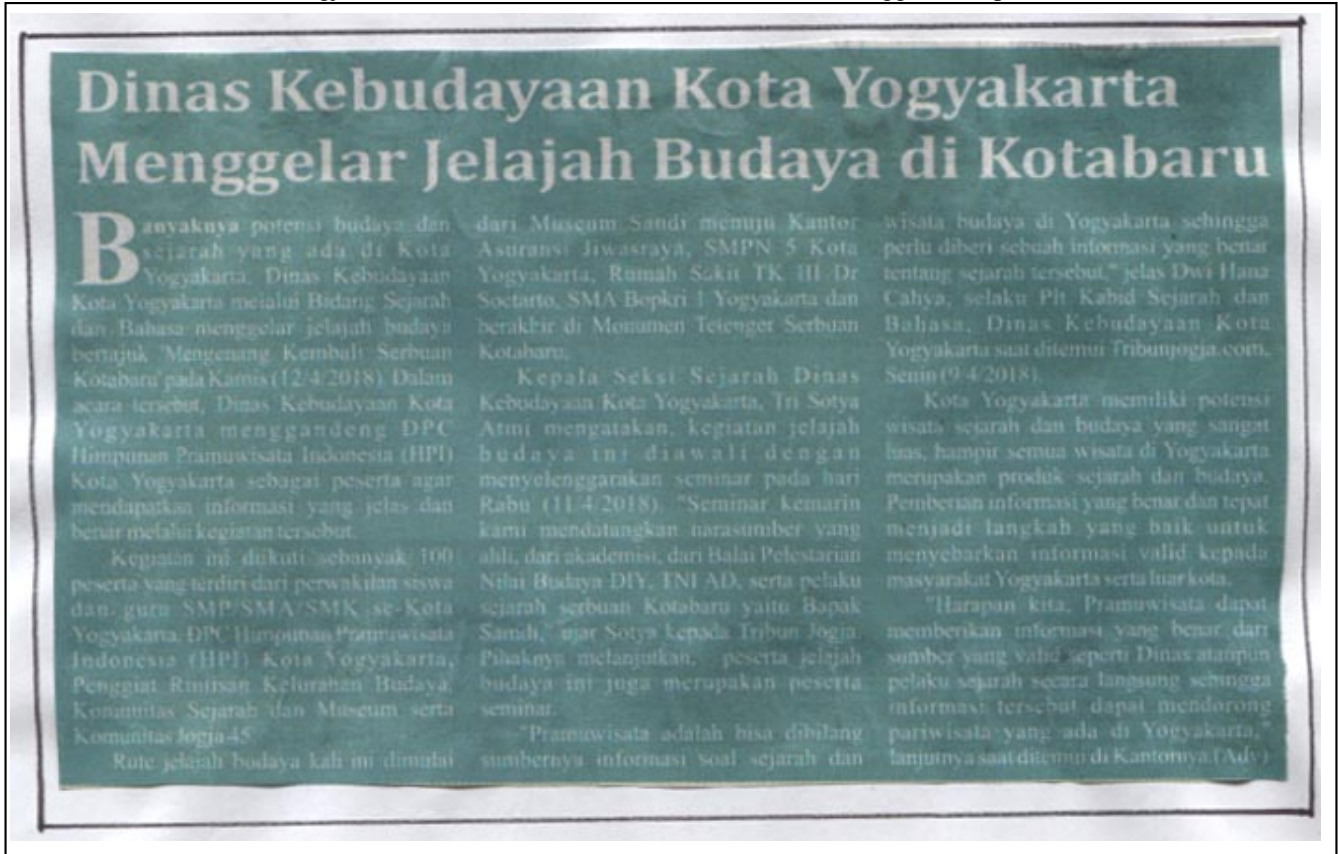 Dinas Kebudayaan Kota Yogyakarta
Menggelar Jelajah Budaya di Kotabaru
Banyaknya potensi budaya dan
sejarah yang ada di Kota
Yogyakarta, Dinas Kebudayaan
Kota Yogyakarta melalui Bidang Sejarah
dan Bahasa menggelar jelajah budaya
bertajuk 'Mengenang Kembali Serbuan
Kotabaru' pada Kamis (12/4/2018). Dalam
acara tersebut, Dinas Kebudayaan Kota
Yogyakarta menggandeng DPC
Himpunan Pramuwisata Indonesia (HPI)
Kota Yogyakarta sebagai peserta agar
mendapatkan informasi yang jelas dan
benar melalui kegiatan tersebut.
Kegiatan ini diikuti sebanyak 100
peserta yang terdiri dari perwakilan siswa
dan guru SMP/SMA/SMK se-Kota
Yogyakarta, DPC Himpunan Pramuwisata
Indonesia (HPI) Kota Yogyakarta,
Penggiat Rintisan Kelurahan Budaya,
Komunitas Sejarah dan Museum serta
Komunitas Jogja 45.
Rute jelajah budaya kali ini dimulai
dari Museum Sandi menuju Kantor
Asuransi Jiwasraya, SMPN 5 Kota
Yogyakarta, Rumah Sakit TK III Dr
Soetarto, SMA Bopkri 1 Yogyakarta dan
berakhir di Monumen Tetenger Serbuan
Kotabaru.
Kepala Seksi Sejarah Dinas
Kebudayaan Kota Yogyakarta, Tri Sotya
Atmi mengatakan, kegiatan jelajah
budaya ini diawali dengan
menyelenggarakan seminar pada hari
Rabu (11/4/2018). "Seminar kemarin
kami mendatangkan narasumber yang
ahli, dari akademisi, dari Balai Pelestarian
Nilai Budaya DIY, TNI AD, serta pelaku
sejarah serbuan Kotabaru yaitu Bapak
ujar Sotya kepada Tribun Jogja.
Pihaknya melanjutkan, peserta jelajah
budaya ini juga merupakan peserta
seminar.
"Pramuwisata adalah bisa dibilang
sumbernya informasi soal sejarah dan
wisata budaya di Yogyakarta sehingga
perlu diberi sebuah informasi yang benar
tentang sejarah tersebut," jelas Dwi Hana
Cahya, selaku Plt Kabid Sejarah dan
Bahasa, Dinas Kebudayaan Kota
Yogyakarta saat ditemui Tribunjogja.com,
Senin (9/4/2018).
Kota Yogyakarta memiliki potensi
wisata sejarah dan budaya yang sangat
luas, hampir semua wisata di Yogyakarta
merupakan produk sejarah dan budaya.
Pemberian informasi yang benar dan tepat
menjadi langkah yang baik untuk
menyebarkan informasi valid kepada
masyarakat Yogyakarta serta luar kota.
"Harapan kita, Pramuwisata dapat
memberikan informasi yang benar dari
sumber yang valid seperti Dinas ataupun
pelaku sejarah secara langsung sehingga
informasi tersebut dapat mendorong
pariwisata yang ada di Yogyakarta,"
lanjutnya saat ditemui di Kantornya. (Adv)